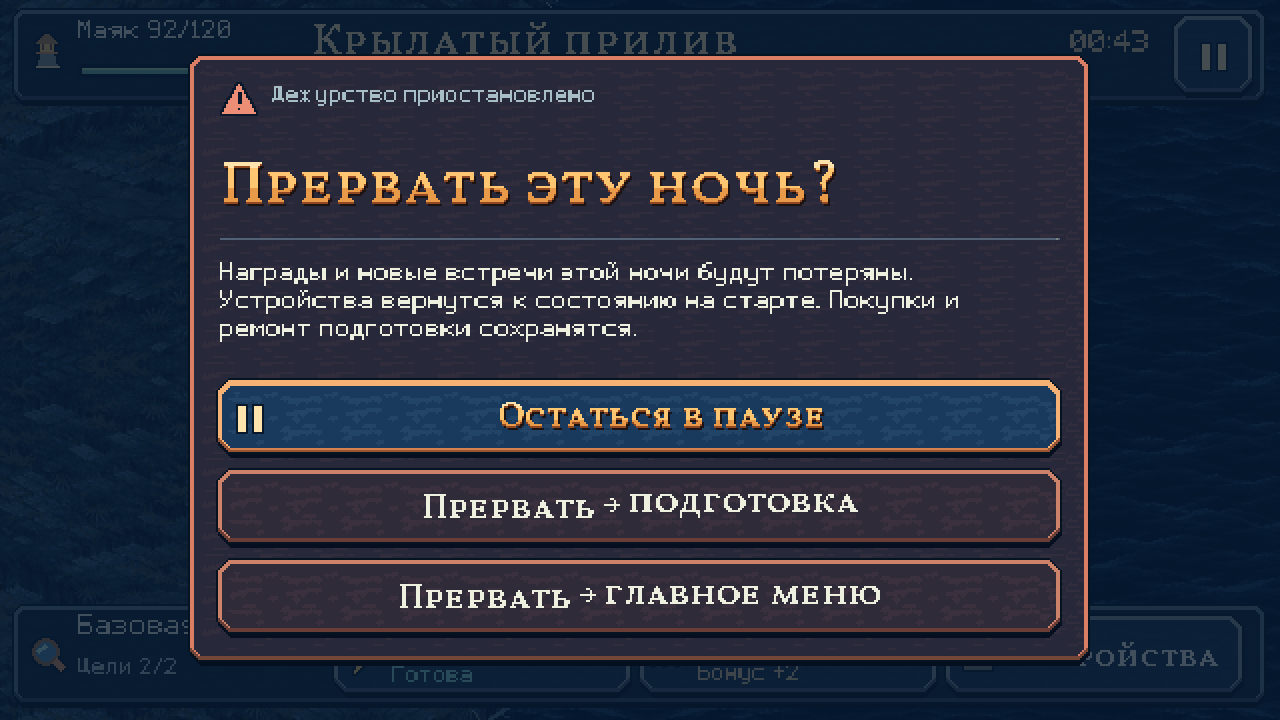 Маяк 92/120
Крылатый прилив
00:43
Дежурство приостановлено
Прервать эту ночь?
Награды и новые встречи этой ночи будут потеряны.
Устройства вернутся к состоянию на старте. Покупки и
ремонт подготовки сохранятся.
Остаться в паузе
Прервать → подготовка
Прервать → главное меню
Цели 2/2
Готова
Бонус +2